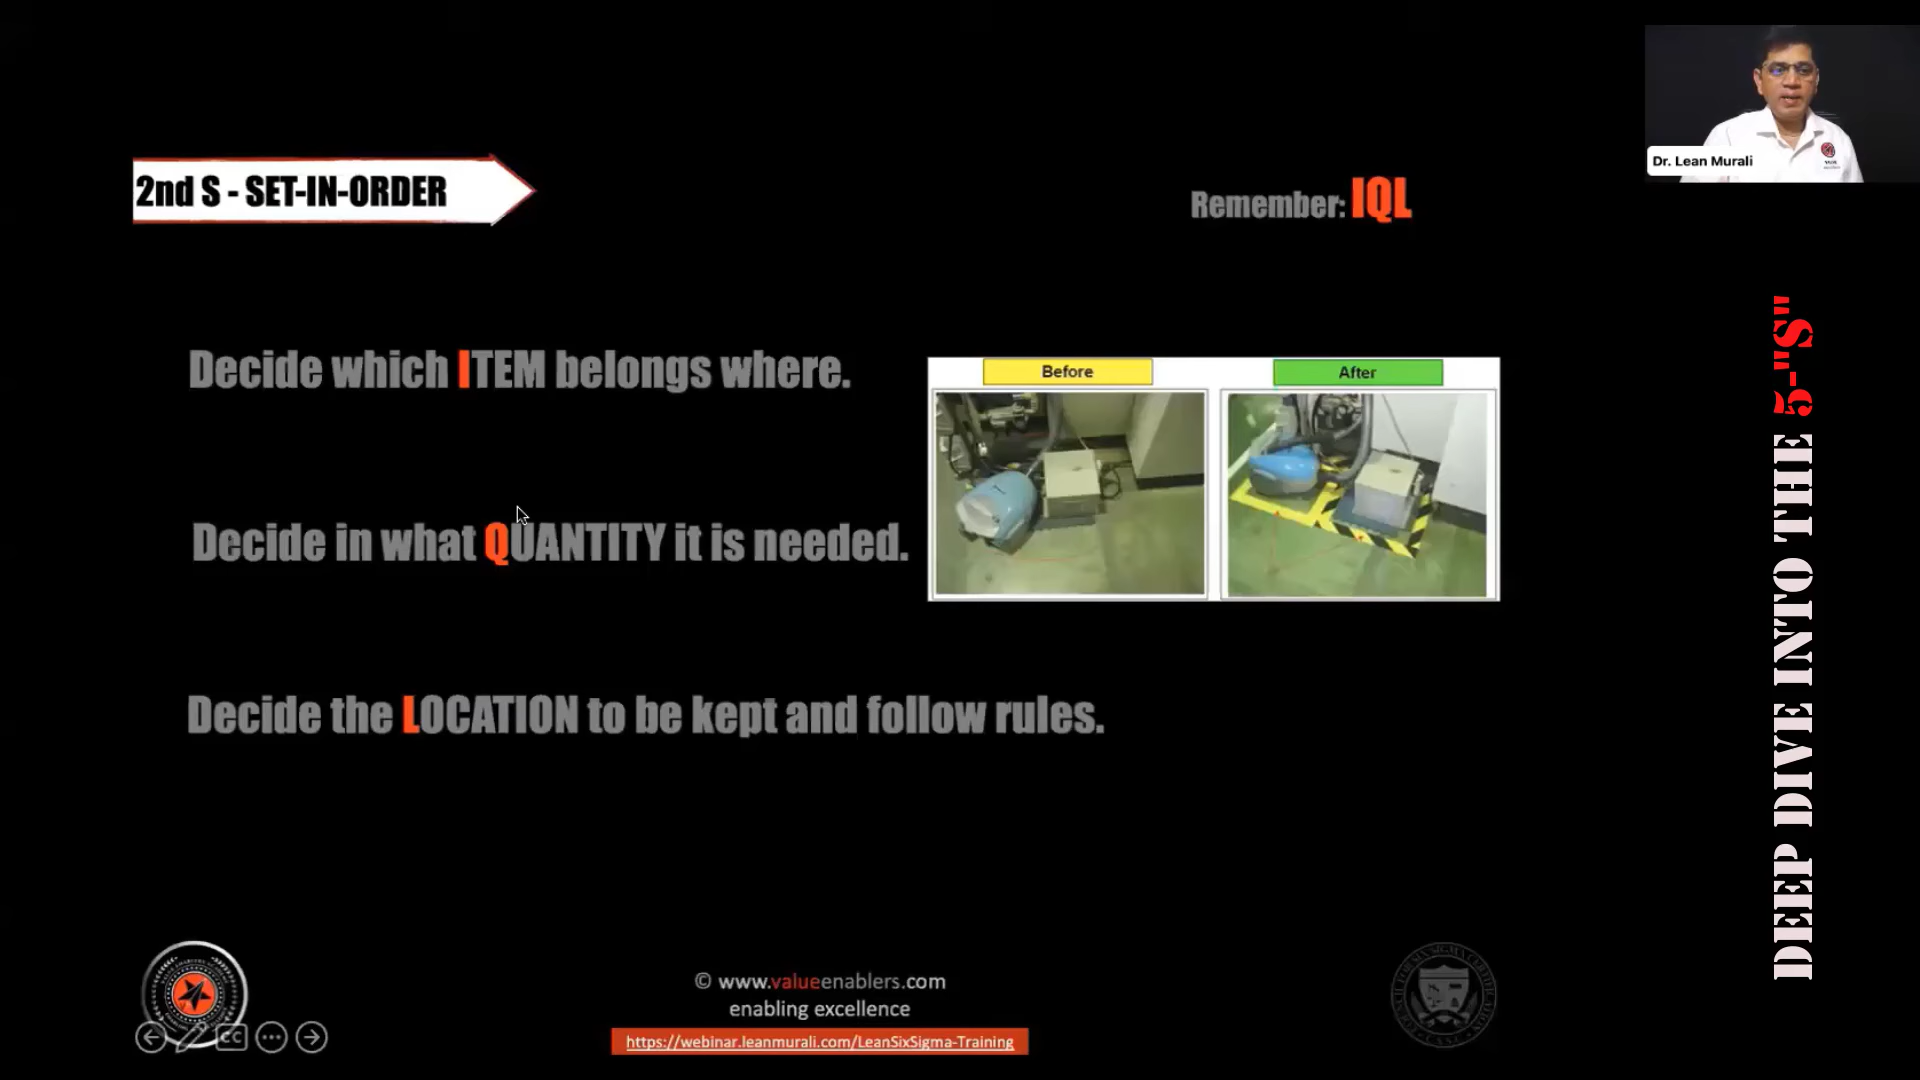 Dr. Lean Murali
2nd S - SET-IN-ORDER
Remember: IQL
Decide which ITEM belongs where.
Before
After
Decide in what QUANTITY it is needed.
Decide the LOCATION to be kept and follow rules.
DEEP DIVE INTO THE 5-"S"
© www.valueenablers.com
enabling excellence
https://webinar.leanmurali.com/LeanSixSigma-Training
CC